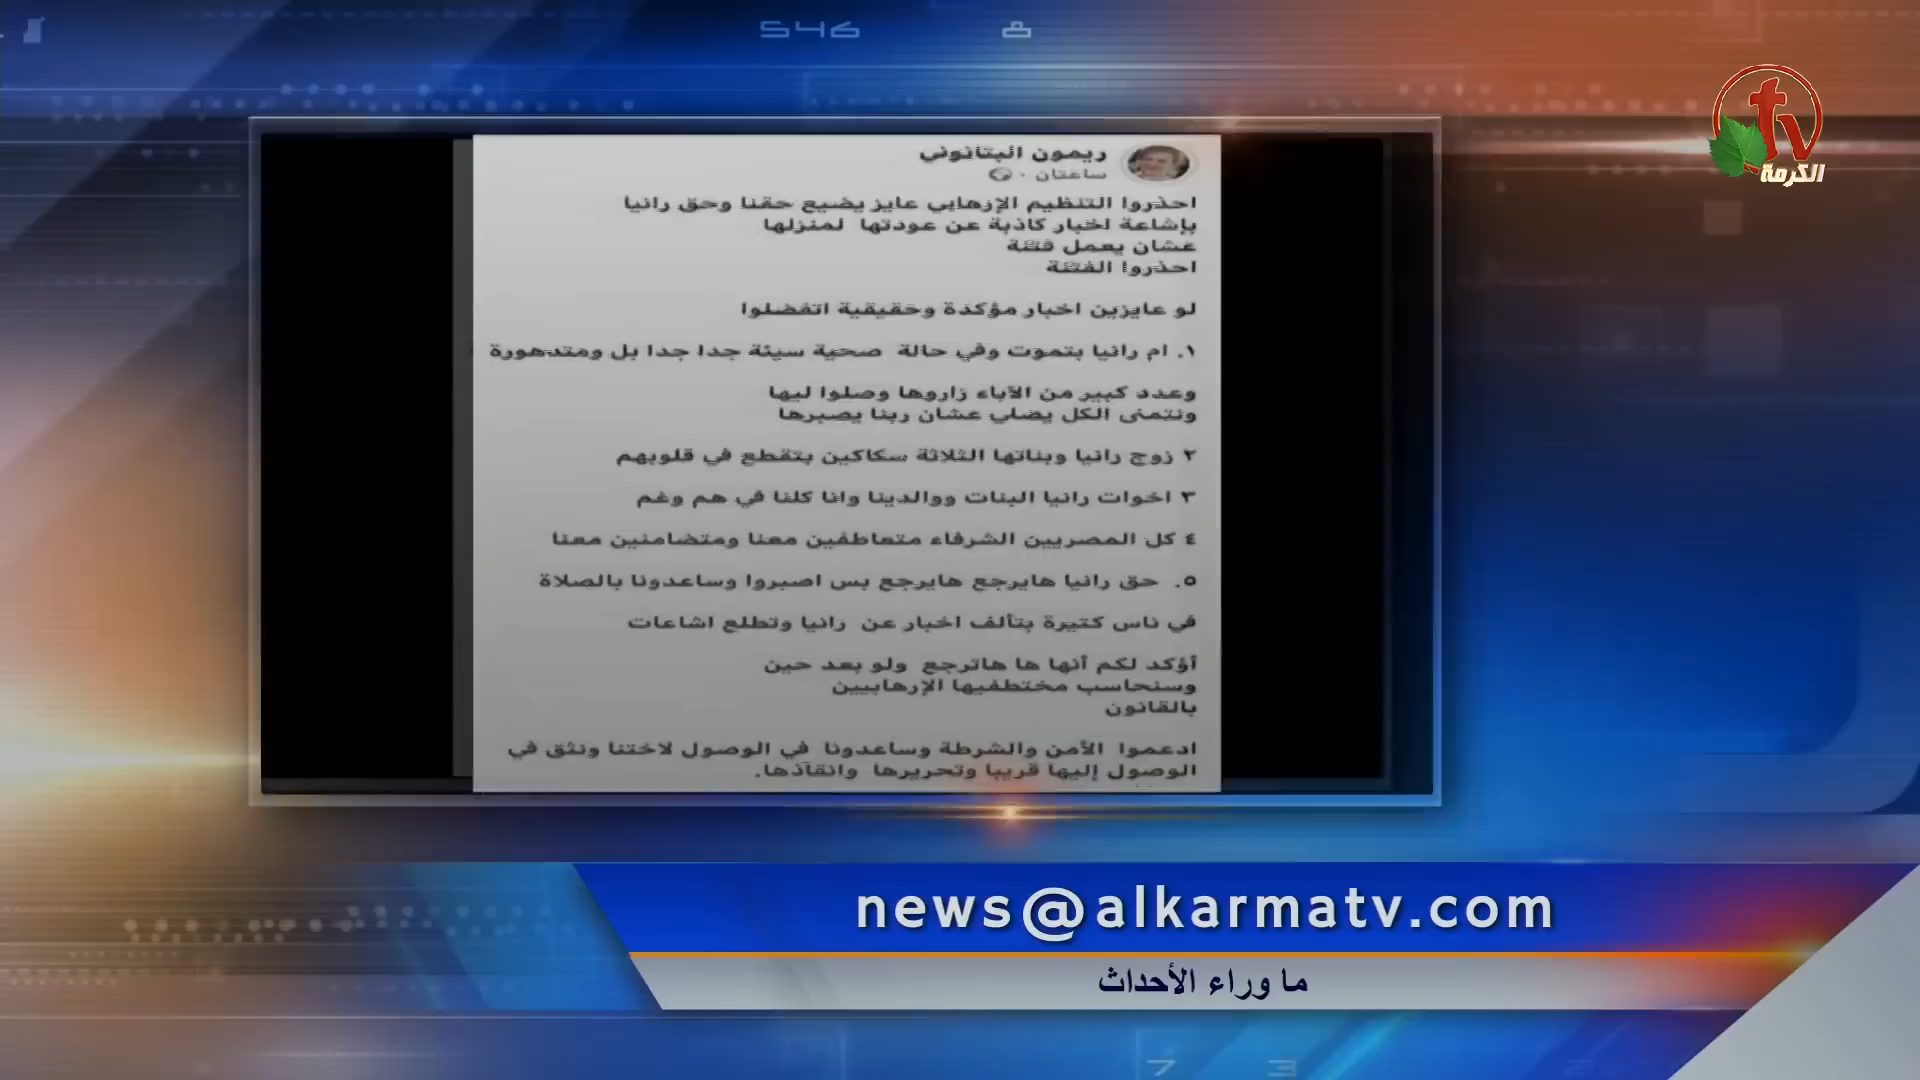 546
tv
الكرمة
ريمون البتانوني
ساعتان ·
احذروا التنظيم الإرهابي عايز يضيع حقنا وحق رانيا
بإشاعة اخبار كاذبة عن عودتها لمنزلها
عشان يعمل فتنة
احذروا الفتنة
لو عايزين اخبار مؤكدة وحقيقية اتفضلوا
١. ام رانيا بتموت وفي حالة صحية سيئة جدا جدا بل ومتدهورة
وعدد كبير من الآباء زاروها وصلوا ليها
ونتمنى الكل يصلي عشان ربنا يصبرها
٢ زوج رانيا وبناتها الثلاثة سكاكين بتقطع في قلوبهم
٣ اخوات رانيا البنات ووالدينا وانا كلنا في هم وغم
٤ كل المصريين الشرفاء متعاطفين معنا ومتضامنين معنا
٥. حق رانيا هايرجع هايرجع بس اصبروا وساعدونا بالصلاة
في ناس كتيرة بتألف اخبار عن رانيا وتطلع اشاعات
أؤكد لكم أنها ها هاترجع ولو بعد حين
وسنحاسب مختطفيها الإرهابيين
بالقانون
ادعموا الأمن والشرطة وساعدونا في الوصول لاختنا ونثق في
الوصول إليها قريبا وتحريرها وانقآذها.
news@alkarmatv.com
ما وراء الأحداث
7 3